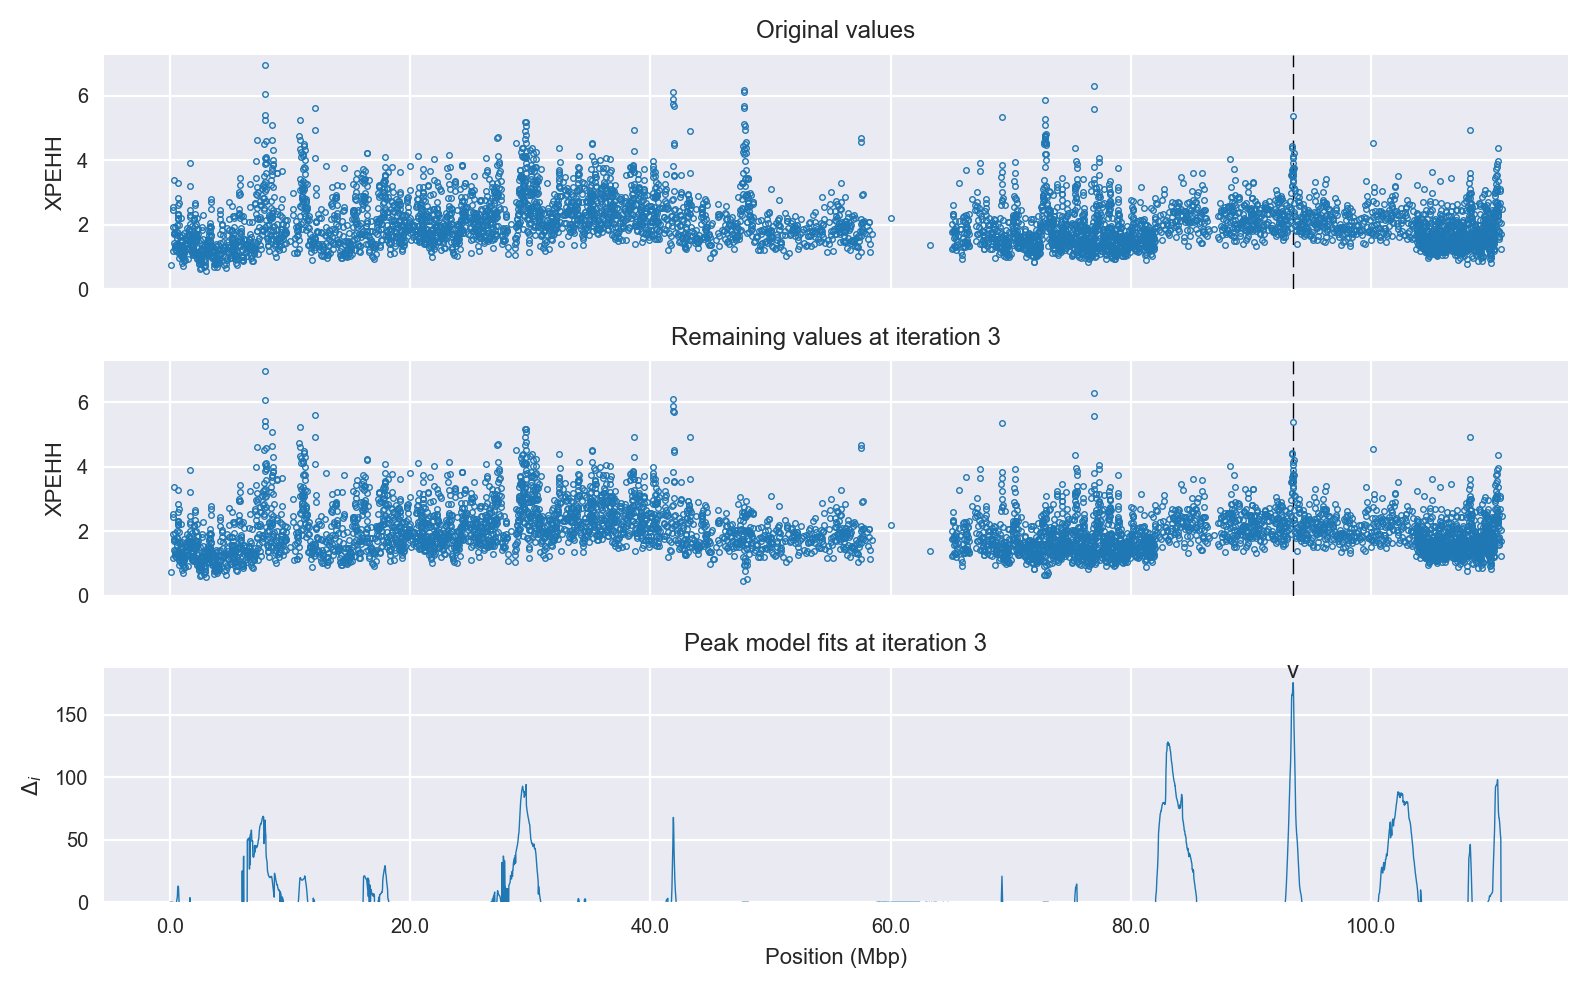 Original values
6
4
2
0
XPEHH
Remaining values at iteration 3
6
4
2
0
XPEHH
Peak model fits at iteration 3
v
150
100
50
0
Δi
0.0 20.0 40.0 60.0 80.0 100.0
Position (Mbp)